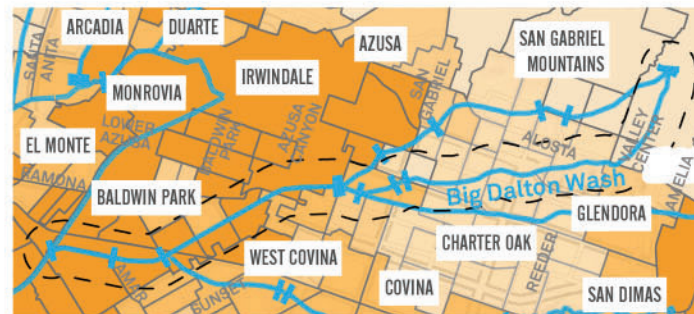 ARCADIA
DUARTE
SANTA
ANITA
MONROVIA
IRWINDALE
AZUSA
SAN GABRIEL
MOUNTAINS
SAN
GABRIEL
EL MONTE
LOWER
AZUSA
BALDWIN
PARK
AZUSA
CANYON
ALOSTA
VALLEY
CENTER
RAMONA
BALDWIN PARK
Big Dalton Wash
AMELIA
GLENDORA
WEST COVINA
CHARTER OAK
AMAR
SUNSET
COVINA
REEDER
SAN DIMAS